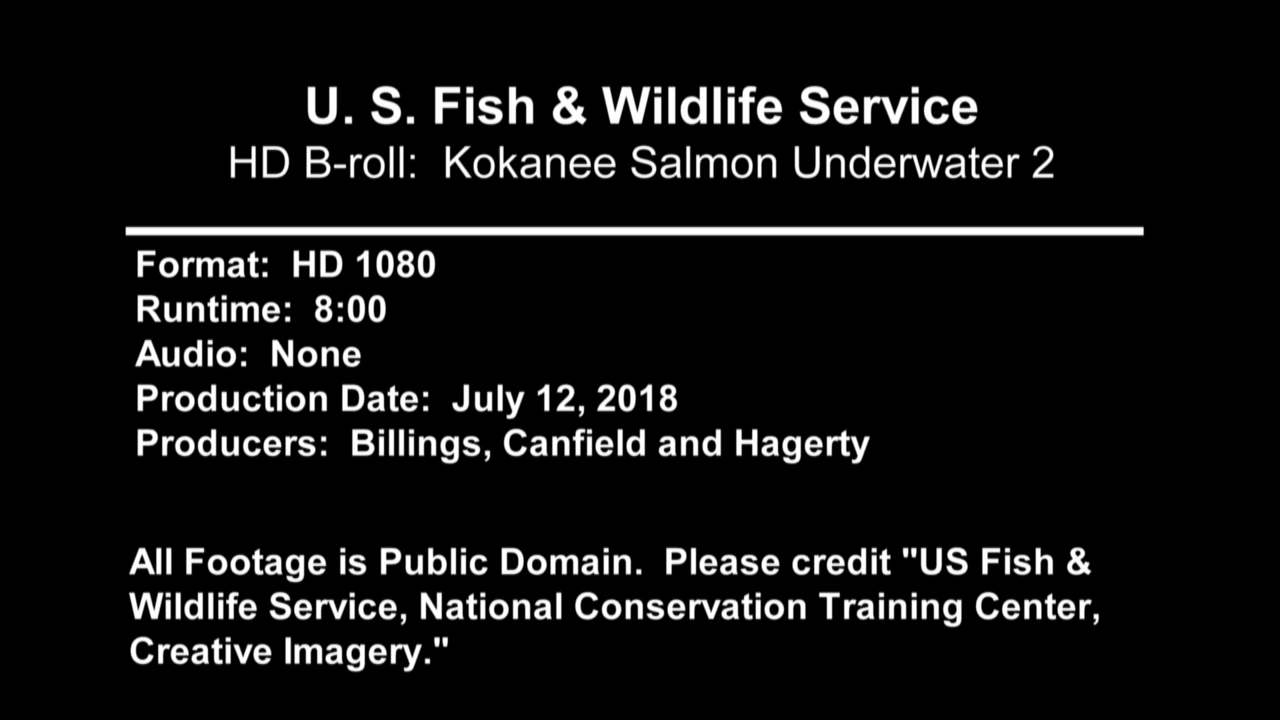 U. S. Fish & Wildlife Service
HD B-roll:  Kokanee Salmon Underwater 2
Format:  HD 1080
Runtime:  8:00
Audio:  None
Production Date:  July 12, 2018
Producers:  Billings, Canfield and Hagerty
All Footage is Public Domain.  Please credit "US Fish &
Wildlife Service, National Conservation Training Center,
Creative Imagery."